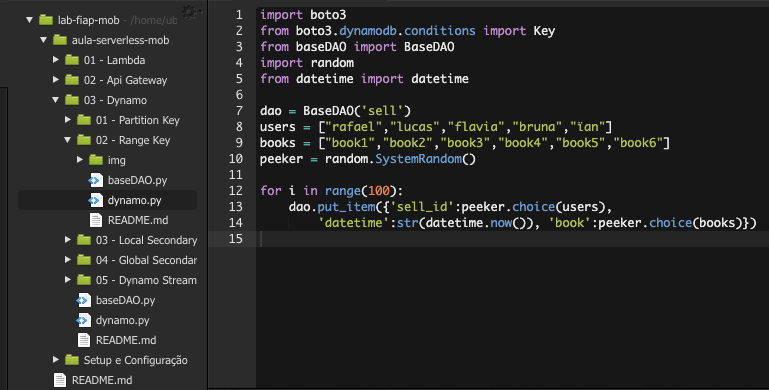 lab-fiap-mob - /home/ub
aula-serverless-mob
01 - Lambda
02 - Api Gateway
03 - Dynamo
01 - Partition Key
02 - Range Key
img
baseDAO.py
dynamo.py
README.md
03 - Local Secondary
04 - Global Secondar
05 - Dynamo Stream
baseDAO.py
dynamo.py
README.md
Setup e Configuração
README.md
1 import boto3
2 from boto3.dynamodb.conditions import Key
3 from baseDAO import BaseDAO
4 import random
5 from datetime import datetime
6
7 dao = BaseDAO('sell')
8 users = ["rafael","lucas","flavia","bruna","ïan"]
9 books = ["book1","book2","book3","book4","book5","book6"]
10 peeker = random.SystemRandom()
11
12 for i in range(100):
13 dao.put_item({'sell_id':peeker.choice(users),
14 'datetime':str(datetime.now()), 'book':peeker.choice(books)})
15